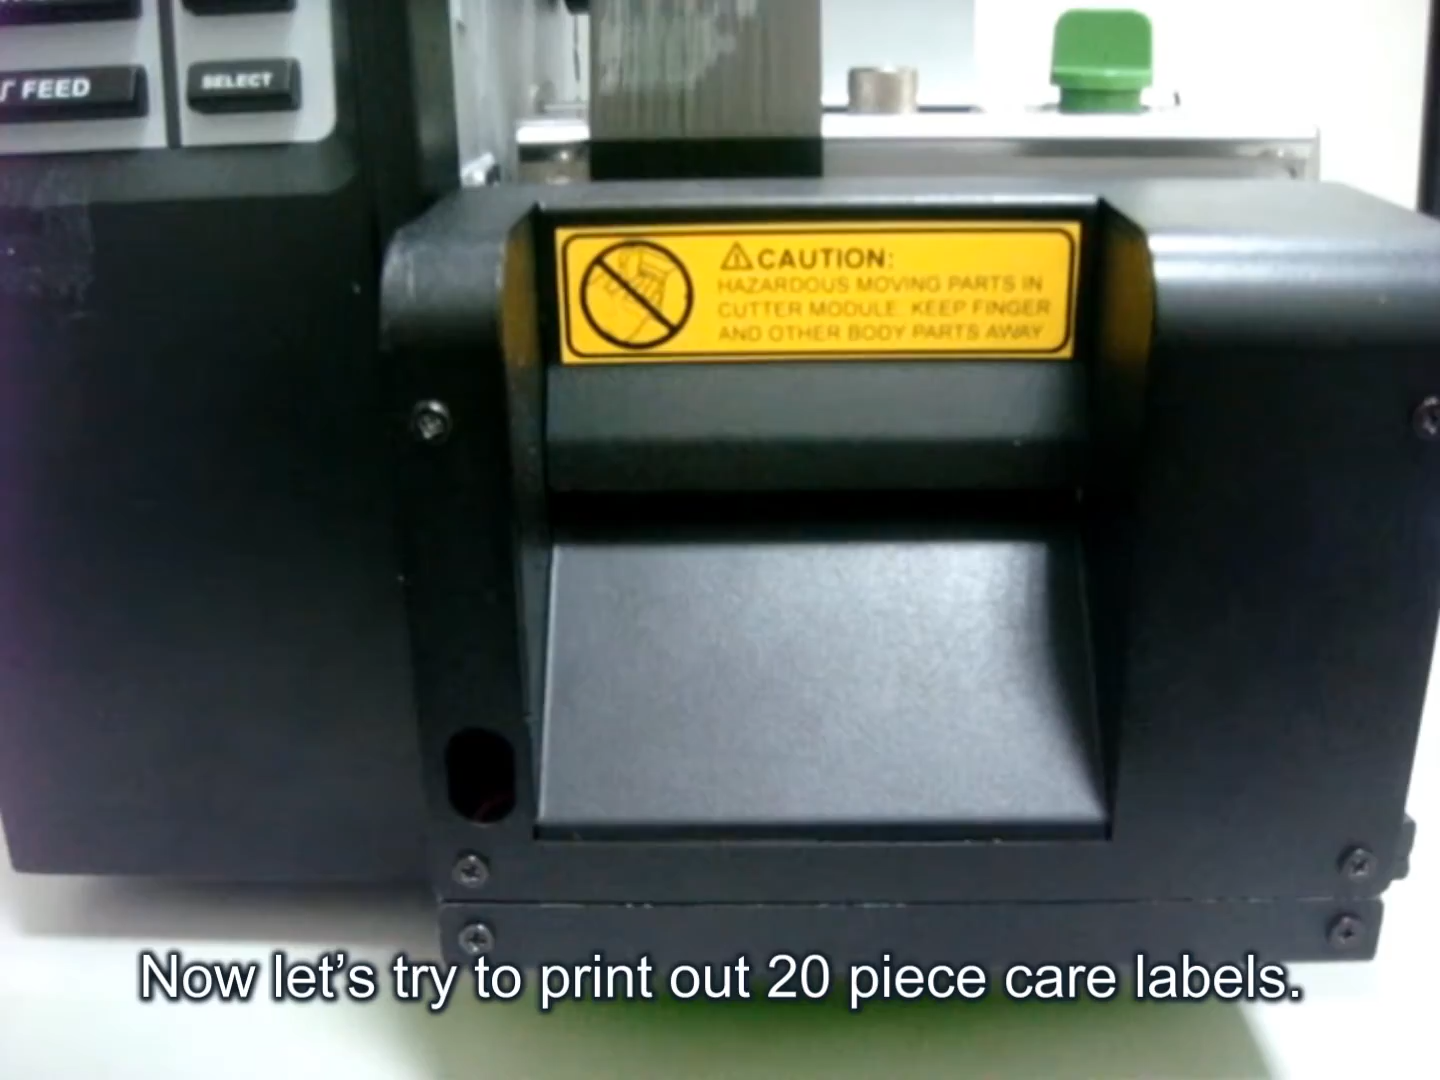 FEED
SELECT
⚠CAUTION:
HAZARDOUS MOVING PARTS IN
CUTTER MODULE. KEEP FINGER
AND OTHER BODY PARTS AWAY
Now let’s try to print out 20 piece care labels.